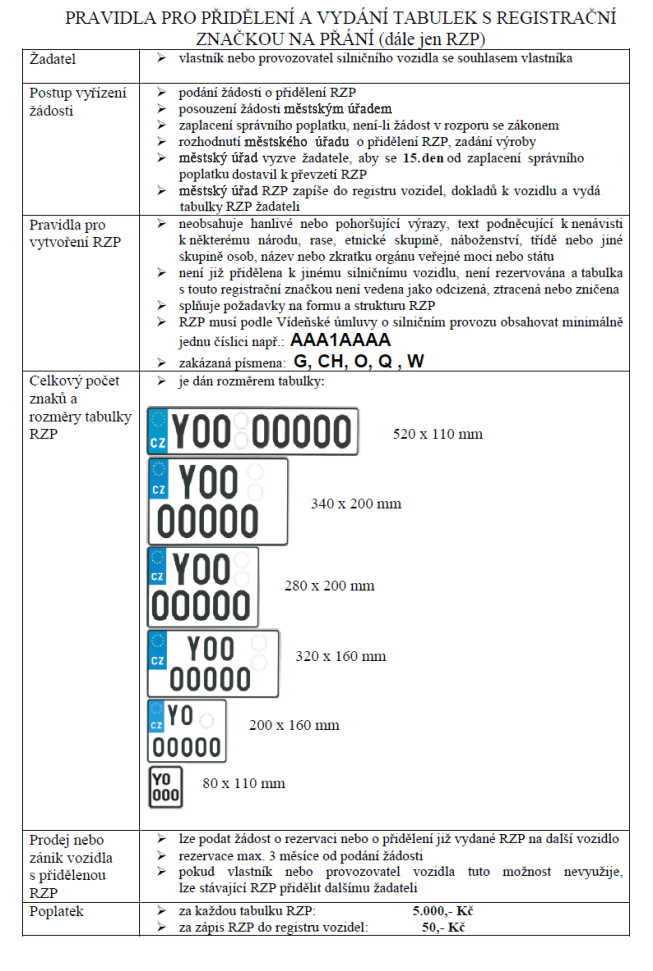 PRAVIDLA PRO PŘIDĚLENÍ A VYDÁNÍ TABULEK S REGISTRAČNÍ
ZNAČKOU NA PŘÁNÍ (dále jen RZP)
Žadatel
➢ vlastník nebo provozovatel silničního vozidla se souhlasem vlastníka
Postup vyřízení
žádosti
➢ podání žádosti o přidělení RZP
➢ posouzení žádosti městským úřadem
➢ zaplacení správního poplatku, není-li žádost v rozporu se zákonem
➢ rozhodnutí městského úřadu o přidělení RZP, zadání výroby
➢ městský úřad vyzve žadatele, aby se 15.den od zaplacení správního
poplatku dostavil k převzetí RZP
➢ městský úřad RZP zapíše do registru vozidel, dokladů k vozidlu a vydá
tabulky RZP žadateli
Pravidla pro
vytvoření RZP
➢ neobsahuje hanlivé nebo pohoršující výrazy, text podněcující k nenávisti
k některému národu, rase, etnické skupině, náboženství, třídě nebo jiné
skupině osob, název nebo zkratku orgánu veřejné moci nebo státu
➢ není již přidělena k jinému silničnímu vozidlu, není rezervována a tabulka
s touto registrační značkou není vedena jako odcizená, ztracená nebo zničena
➢ splňuje požadavky na formu a strukturu RZP
➢ RZP musí podle Vídeňské úmluvy o silničním provozu obsahovat minimálně
jednu číslici např.: AAA1AAAA
➢ zakázaná písmena: G, CH, O, Q , W
Celkový počet
znaků a
rozměry tabulky
RZP
➢ je dán rozměrem tabulky:
CZ Y00 00000
520 x 110 mm
CZ Y00
00000
340 x 200 mm
CZ Y00
00000
280 x 200 mm
CZ Y00
00000
320 x 160 mm
CZ Y0
00000
200 x 160 mm
Y0
000
80 x 110 mm
Prodej nebo
zánik vozidla
s přidělenou
RZP
➢ lze podat žádost o rezervaci nebo o přidělení již vydané RZP na další vozidlo
➢ rezervace max. 3 měsíce od podání žádosti
➢ pokud vlastník nebo provozovatel vozidla tuto možnost nevyužije,
lze stávající RZP přidělit dalšímu žadateli
Poplatek
➢ za každou tabulku RZP: 5.000,- Kč
➢ za zápis RZP do registru vozidel: 50,- Kč